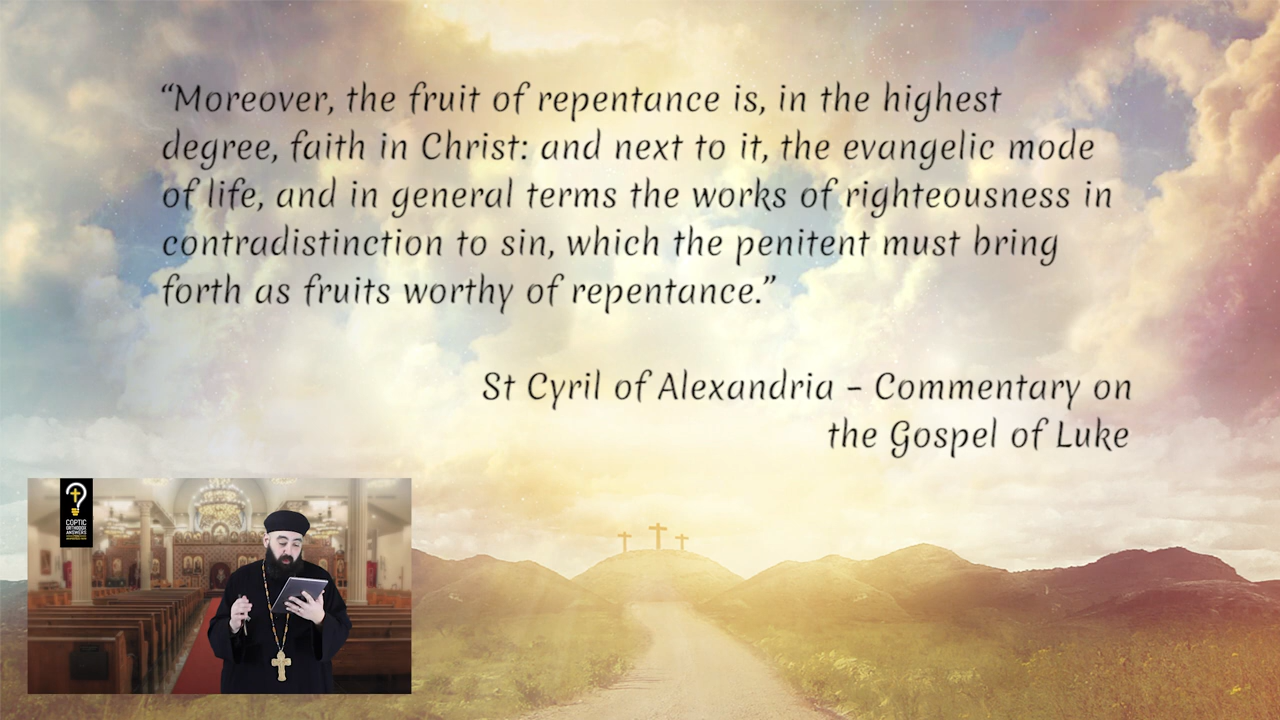 “Moreover, the fruit of repentance is, in the highest
degree, faith in Christ: and next to it, the evangelic mode
of life, and in general terms the works of righteousness in
contradistinction to sin, which the penitent must bring
forth as fruits worthy of repentance.”
St Cyril of Alexandria – Commentary on
the Gospel of Luke
COPTIC
ORTHODOX
ANSWERS